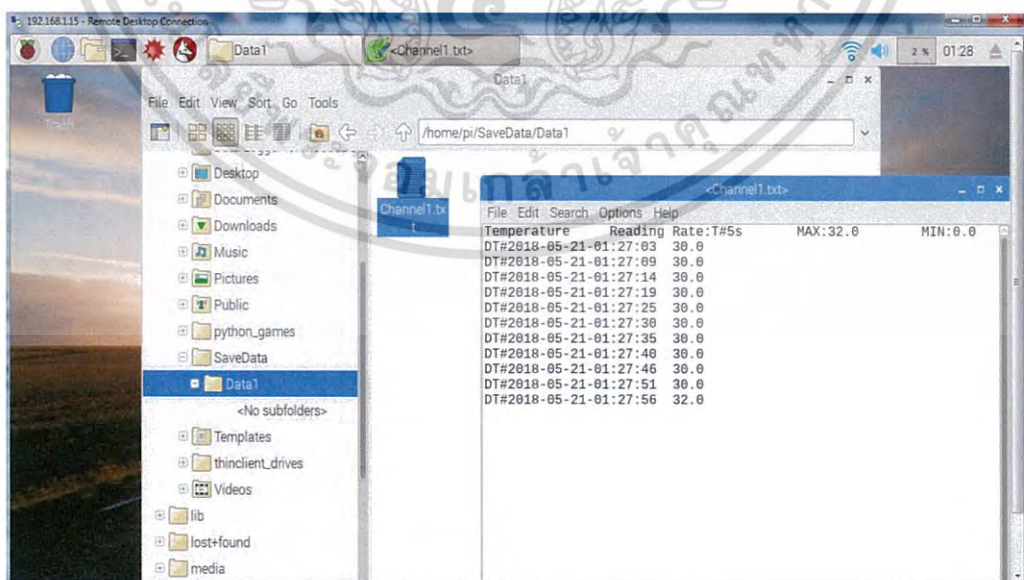 192.168.1.15 - Remote Desktop Connection
Data1
<Channel1.txt>
2 %
01:28
Data1
File Edit View Sort Go Tools
/home/pi/SaveData/Data1
Trash
Desktop
Documents
Downloads
Music
Pictures
Public
python_games
SaveData
Data1
<No subfolders>
Templates
thinclient_drives
Videos
lib
lost+found
media
Channel1.tx
t
<Channel1.txt>
File Edit Search Options Help
Temperature Reading Rate:T#5s MAX:32.0 MIN:0.0
DT#2018-05-21-01:27:03 30.0
DT#2018-05-21-01:27:09 30.0
DT#2018-05-21-01:27:14 30.0
DT#2018-05-21-01:27:19 30.0
DT#2018-05-21-01:27:25 30.0
DT#2018-05-21-01:27:30 30.0
DT#2018-05-21-01:27:35 30.0
DT#2018-05-21-01:27:40 30.0
DT#2018-05-21-01:27:46 30.0
DT#2018-05-21-01:27:51 30.0
DT#2018-05-21-01:27:56 32.0